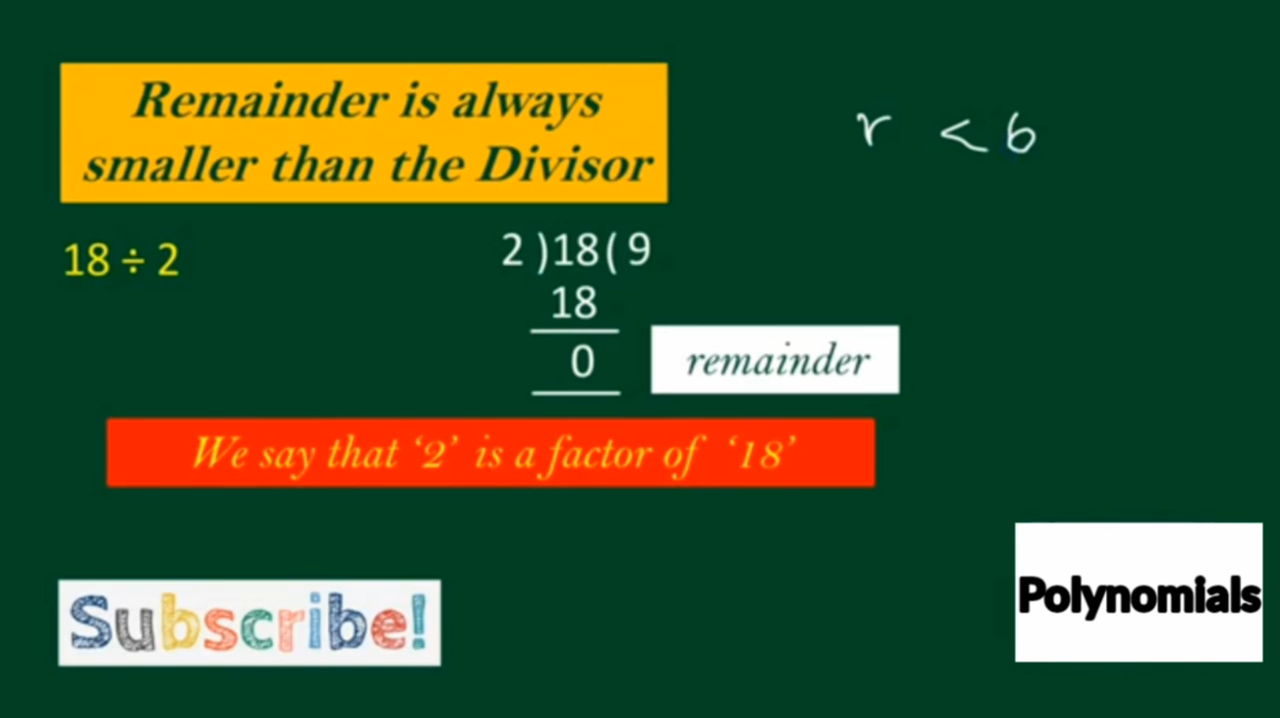 Remainder is always
smaller than the Divisor
r < 6
18 ÷ 2
2 ) 18 ( 9
18
0
remainder
We say that ‘2’ is a factor of ‘18’
Subscribe!
Polynomials